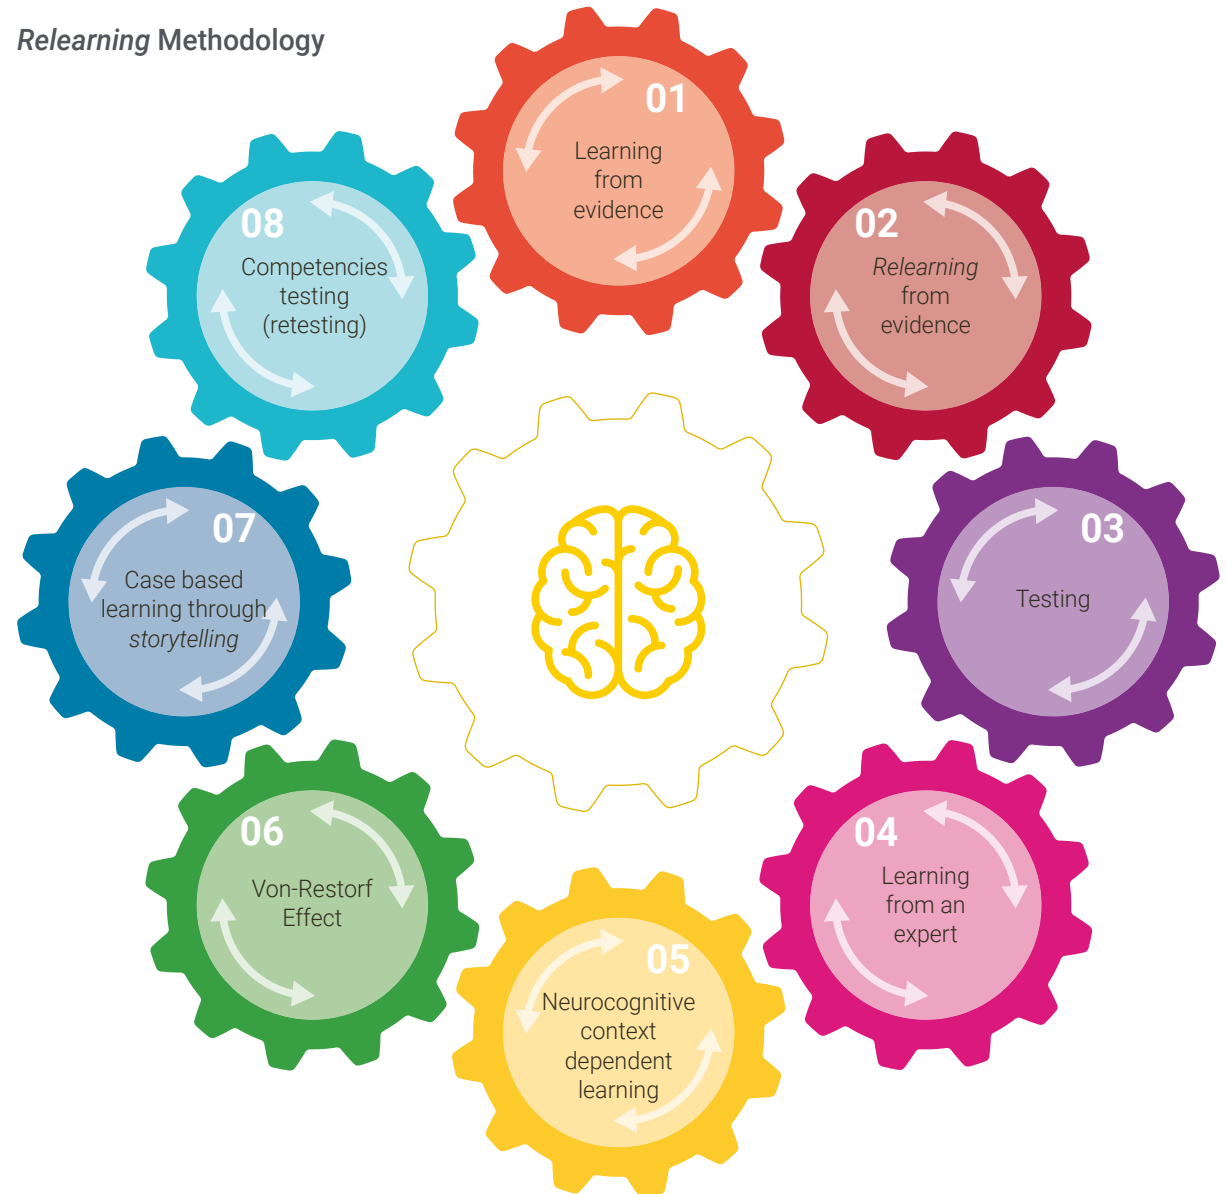 Relearning Methodology
01
Learning
from
evidence
02
Relearning
from
evidence
03
Testing
04
Learning
from an
expert
05
Neurocognitive
context
dependent
learning
06
Von-Restorf
Effect
07
Case based
learning through
storytelling
08
Competencies
testing
(retesting)